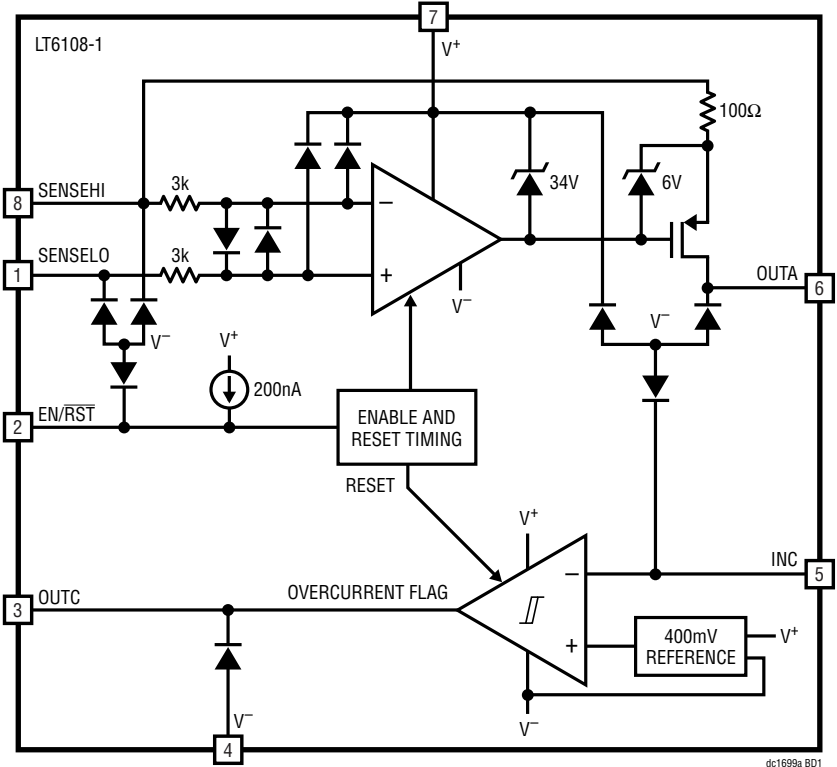 7
V+
LT6108-1
100Ω
34V
6V
8
SENSEHI
3k
−
1
SENSELO
3k
+
V−
OUTA
6
V−
V−
V+
200nA
2
EN/R̅S̅T̅
ENABLE AND
RESET TIMING
RESET
V+
INC
5
−
3
OUTC
OVERCURRENT FLAG
+
400mV
REFERENCE
V+
V−
V−
4
dc1699a BD1